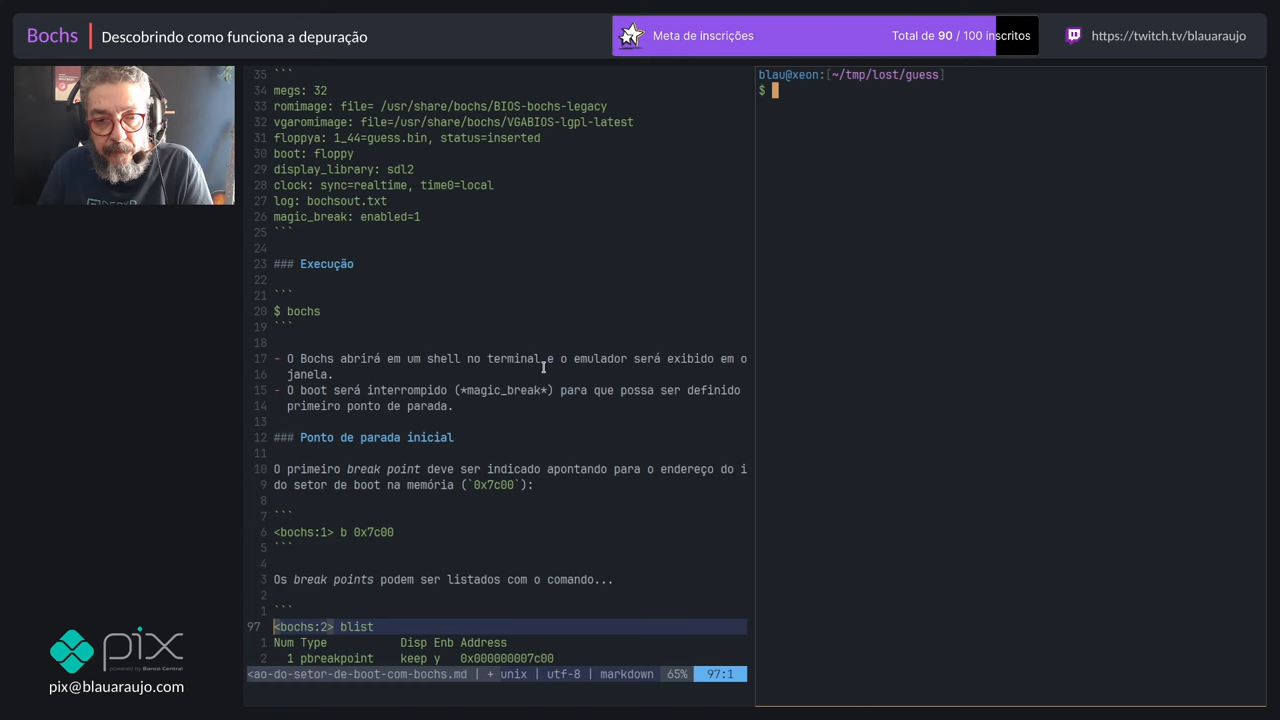 Bochs | Descobrindo como funciona a depuração
Meta de inscrições Total de 90 / 100 inscritos
https://twitch.tv/blauaraujo
35 ```
34 megs: 32
33 romimage: file= /usr/share/bochs/BIOS-bochs-legacy
32 vgaromimage: file=/usr/share/bochs/VGABIOS-lgpl-latest
31 floppya: 1_44=guess.bin, status=inserted
30 boot: floppy
29 display_library: sdl2
28 clock: sync=realtime, time0=local
27 log: bochsout.txt
26 magic_break: enabled=1
25 ```
24
23 ### Execução
22
21 ```
20 $ bochs
19 ```
18
17 - O Bochs abrirá em um shell no terminal e o emulador será exibido em o
16 janela.
15 - O boot será interrompido (*magic_break*) para que possa ser definido
14 primeiro ponto de parada.
13
12 ### Ponto de parada inicial
11
10 O primeiro break point deve ser indicado apontando para o endereço do i
9 do setor de boot na memória (`0x7c00`):
8
7 ```
6 <bochs:1> b 0x7c00
5 ```
4
3 Os break points podem ser listados com o comando...
2
1 ```
97 <bochs:2> blist
1 Num Type Disp Enb Address
2 1 pbreakpoint keep y 0x000000007c00
<ao-do-setor-de-boot-com-bochs.md | + unix | utf-8 | markdown 65% 97:1
blau@xeon:[~/tmp/lost/guess]
$
pix
powered by Banco Central
pix@blauaraujo.com